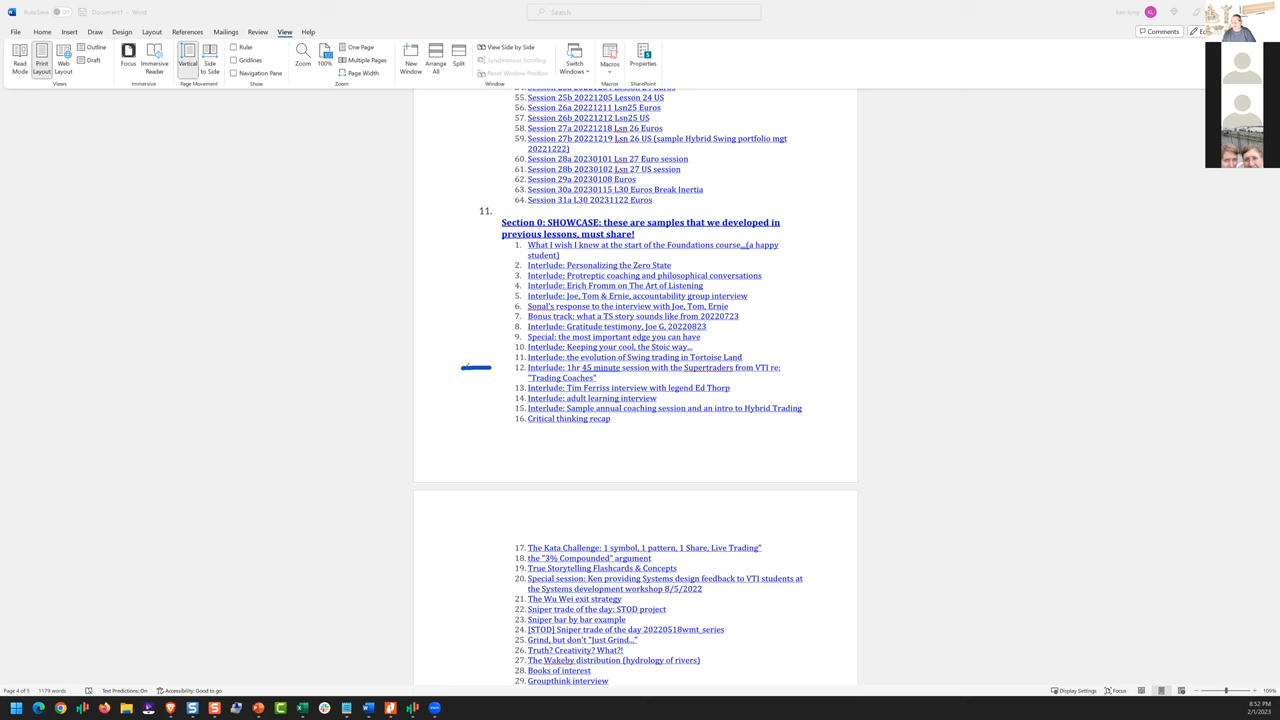 AutoSave
Off
Document1 - Word
Search
ken long
KL
File
Home
Insert
Draw
Design
Layout
References
Mailings
Review
View
Help
Comments
Read Mode
Print Layout
Web Layout
Outline
Draft
Views
Focus
Immersive Reader
Immersive
Vertical
Side to Side
Page Movement
Ruler
Gridlines
Navigation Pane
Show
Zoom
100%
One Page
Multiple Pages
Page Width
Zoom
New Window
Arrange All
Split
View Side by Side
Synchronous Scrolling
Reset Window Position
Window
Switch Windows
Macros
Macros
Properties
SharePoint
55. Session 25b 20221205 Lesson 24 US
56. Session 26a 20221211 Lsn25 Euros
57. Session 26b 20221212 Lsn25 US
58. Session 27a 20221218 Lsn 26 Euros
59. Session 27b 20221219 Lsn 26 US (sample Hybrid Swing portfolio mgt
20221222)
60. Session 28a 20230101 Lsn 27 Euro session
61. Session 28b 20230102 Lsn 27 US session
62. Session 29a 20230108 Euros
63. Session 30a 20230115 L30 Euros Break Inertia
64. Session 31a L30 20231122 Euros
11.
Section 0: SHOWCASE: these are samples that we developed in
previous lessons, must share!
1. What I wish I knew at the start of the Foundations course...(a happy
student)
2. Interlude: Personalizing the Zero State
3. Interlude: Protreptic coaching and philosophical conversations
4. Interlude: Erich Fromm on The Art of Listening
5. Interlude: Joe, Tom & Ernie, accountability group interview
6. Sonal's response to the interview with Joe, Tom, Ernie
7. Bonus track: what a TS story sounds like from 20220723
8. Interlude: Gratitude testimony, Joe G, 20220823
9. Special: the most important edge you can have
10. Interlude: Keeping your cool, the Stoic way...
11. Interlude: the evolution of Swing trading in Tortoise Land
12. Interlude: 1hr 45 minute session with the Supertraders from VTI re:
"Trading Coaches"
13. Interlude: Tim Ferriss interview with legend Ed Thorp
14. Interlude: adult learning interview
15. Interlude: Sample annual coaching session and an intro to Hybrid Trading
16. Critical thinking recap
17. The Kata Challenge: 1 symbol, 1 pattern, 1 Share, Live Trading"
18. the "3% Compounded" argument
19. True Storytelling Flashcards & Concepts
20. Special session: Ken providing Systems design feedback to VTI students at
the Systems development workshop 8/5/2022
21. The Wu Wei exit strategy
22. Sniper trade of the day: STOD project
23. Sniper bar by bar example
24. [STOD] Sniper trade of the day 20220518wmt_series
25. Grind, but don't "Just Grind..."
26. Truth? Creativity? What?!
27. The Wakeby distribution (hydrology of rivers)
28. Books of interest
29. Groupthink interview
Page 4 of 5
1179 words
Text Predictions: On
Accessibility: Good to go
Display Settings
Focus
109%
8:52 PM
2/1/2023